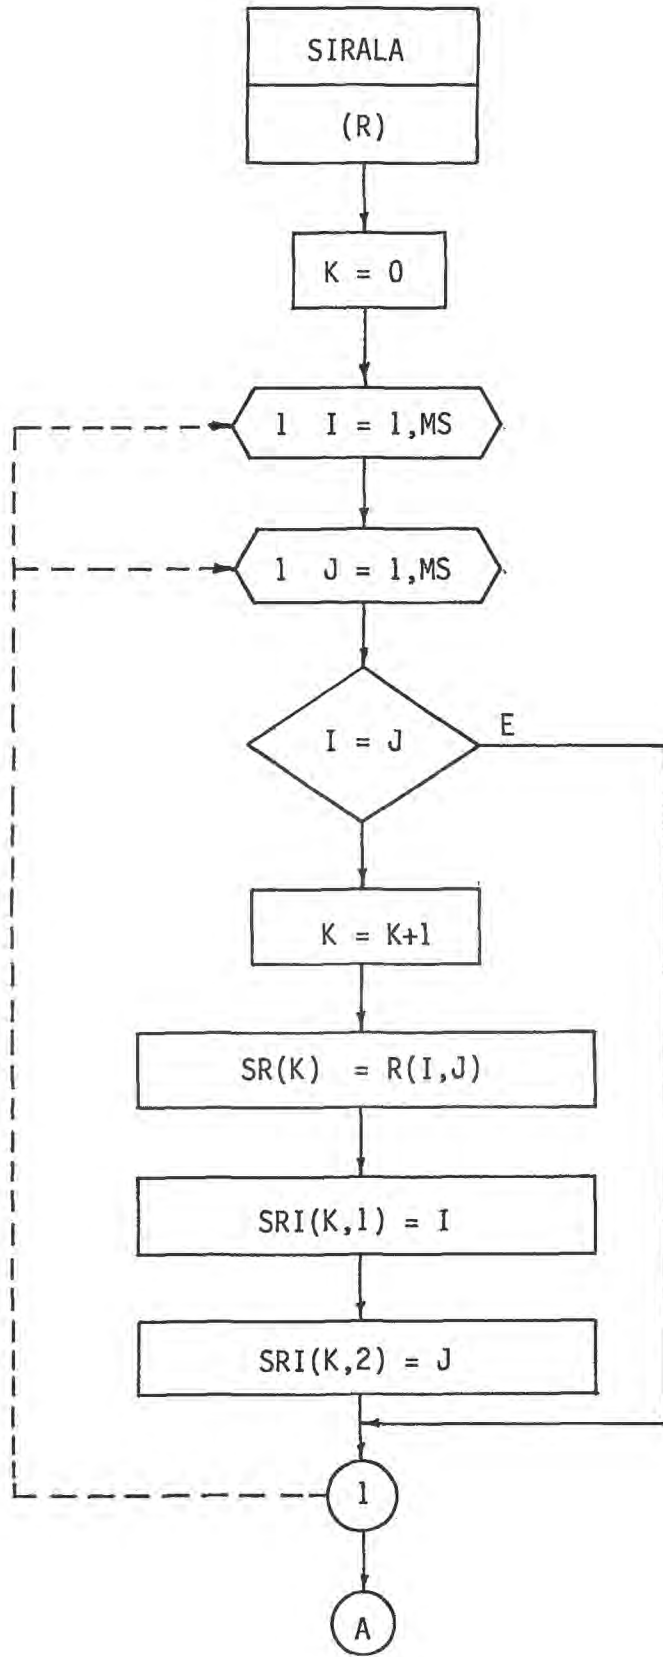 SIRALA
(R)
K = 0
1 I = 1,MS
1 J = 1,MS
I = J
E
K = K+1
SR(K) = R(I,J)
SRI(K,1) = I
SRI(K,2) = J
1
A